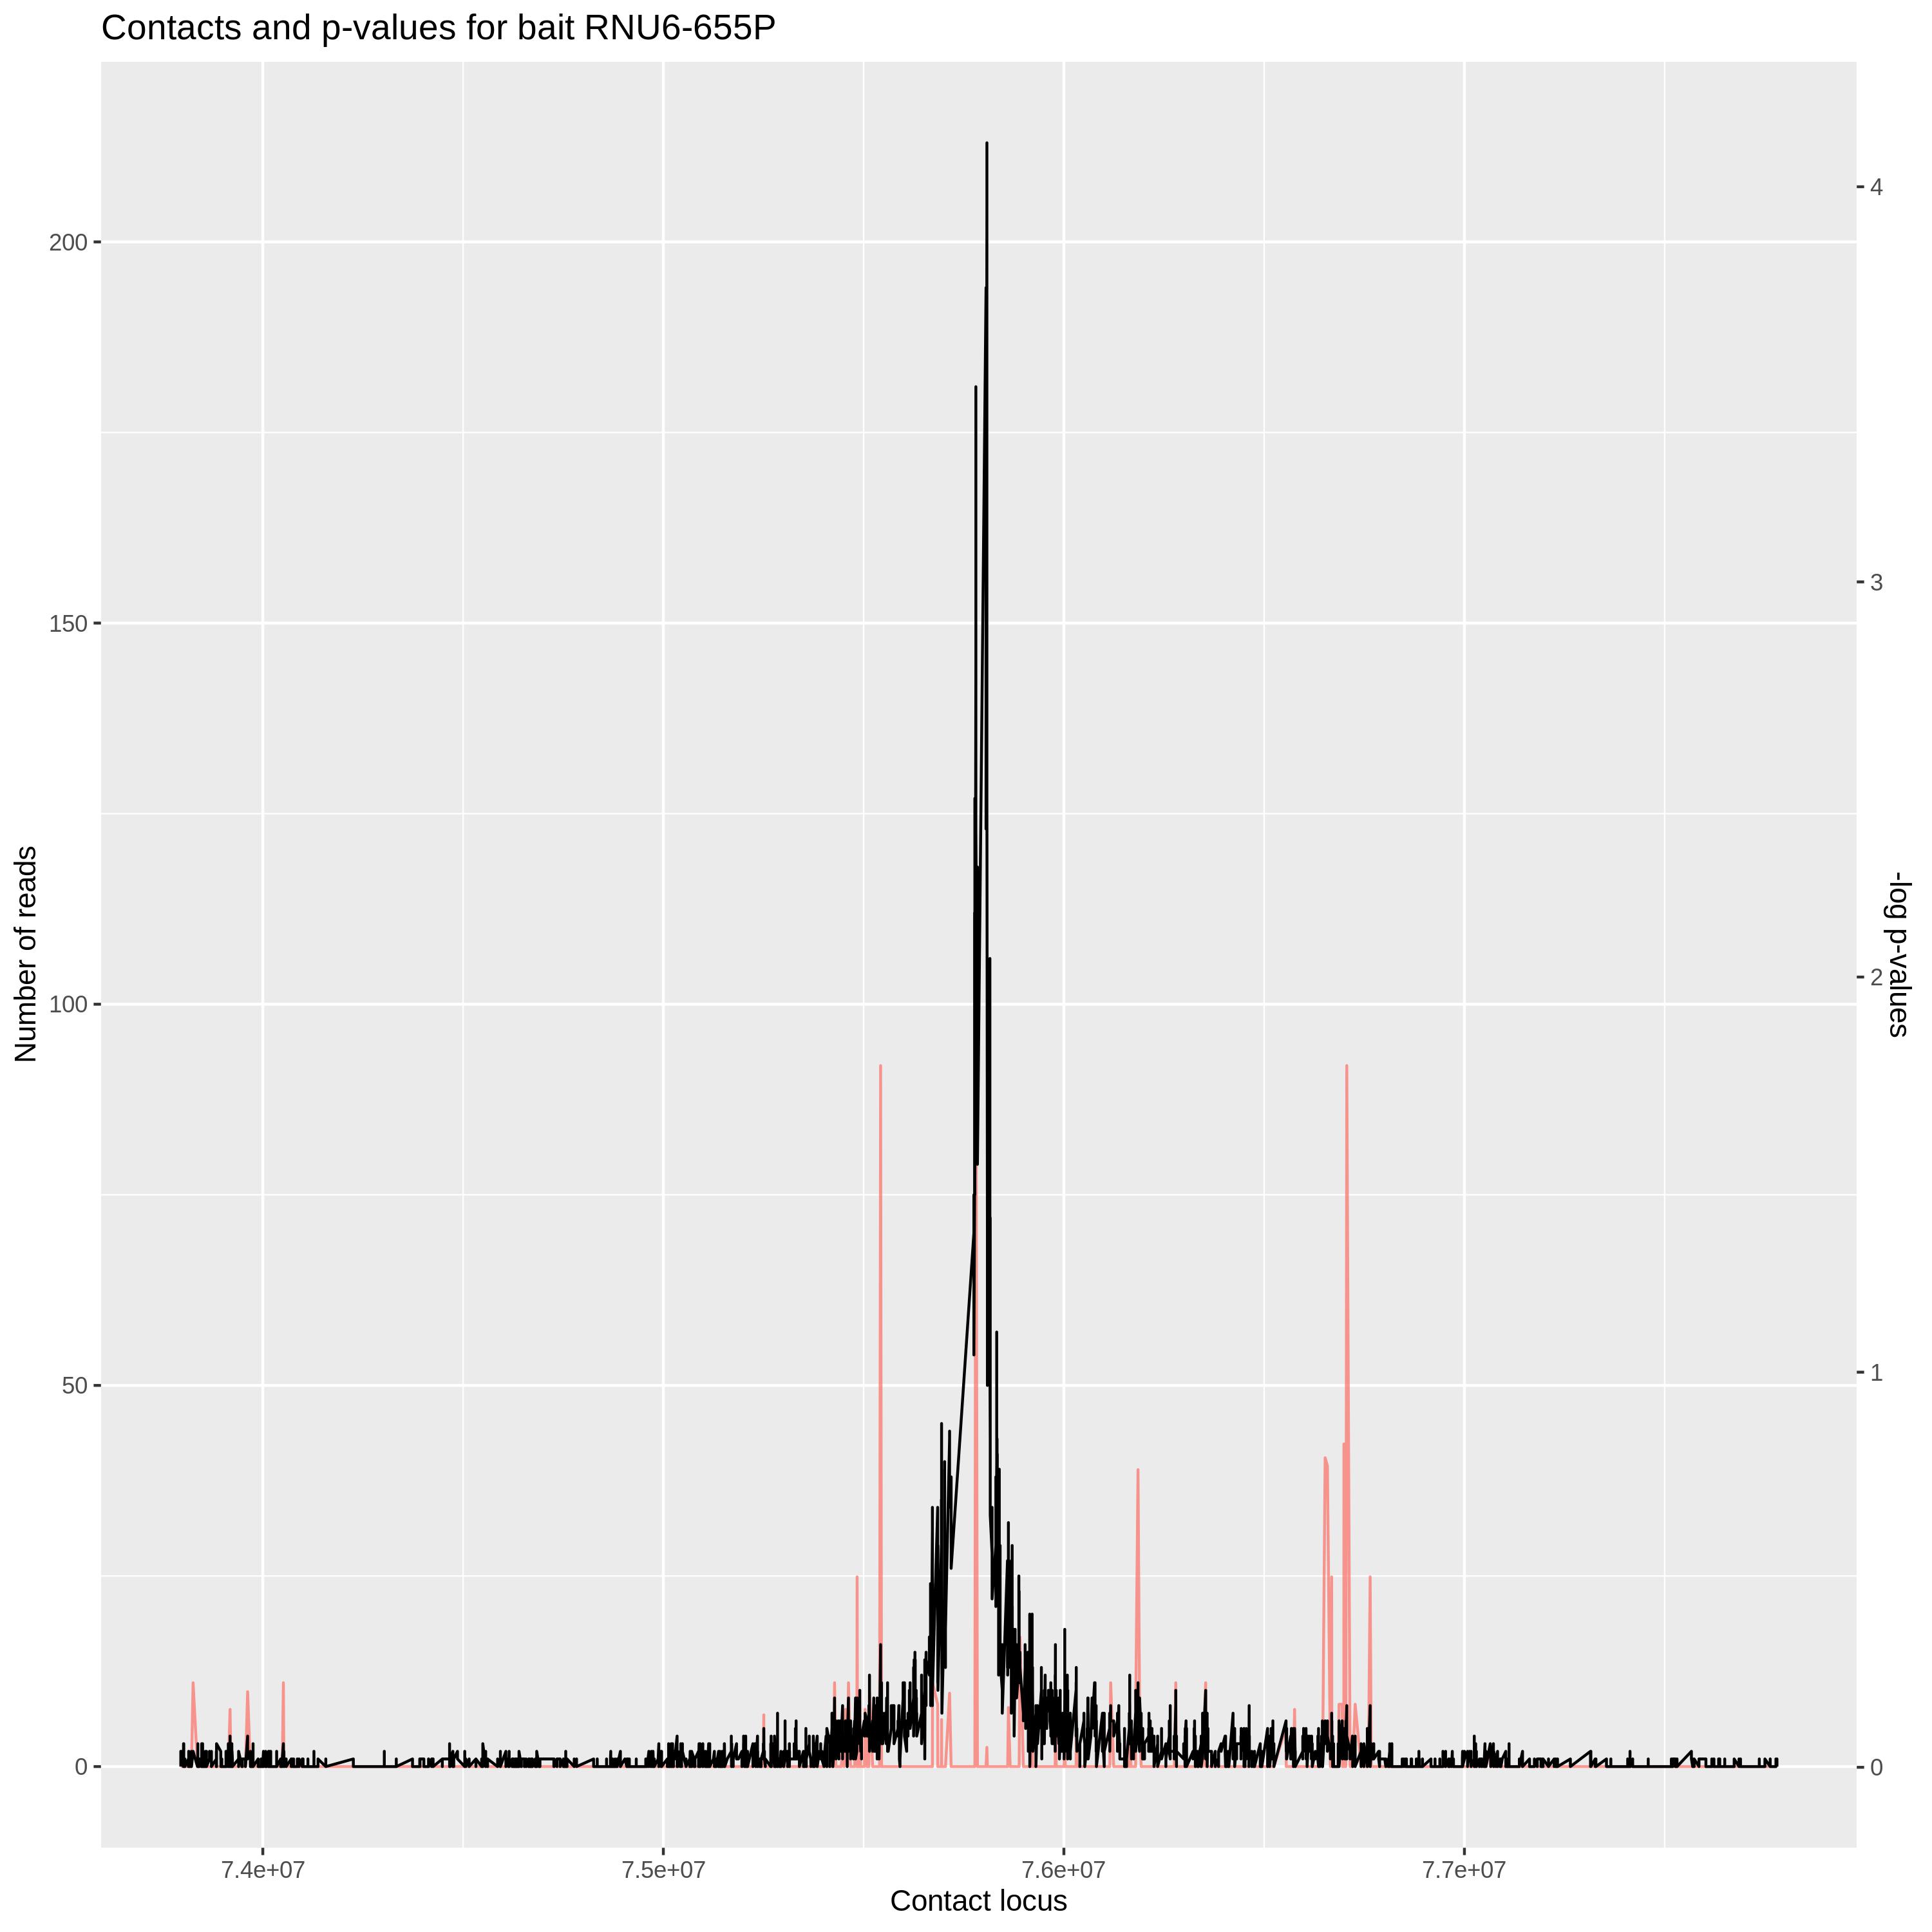 Contacts and p-values for bait RNU6-655P
200
150
100
50
0
Number of reads
4
3
2
1
0
-log p-values
7.4e+07
7.5e+07
7.6e+07
7.7e+07
Contact locus